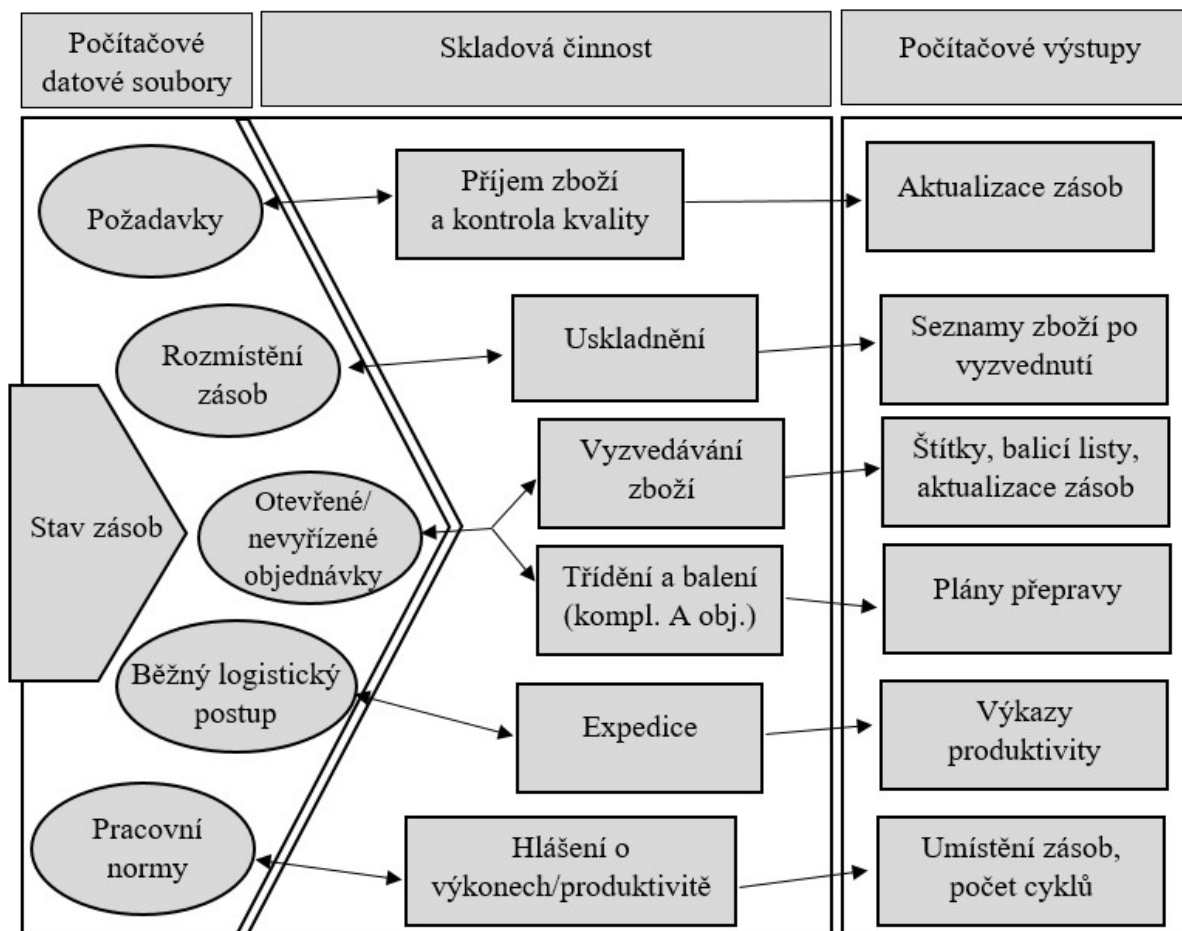 Počítačové
datové soubory
Skladová činnost
Počítačové výstupy
Požadavky
Příjem zboží
a kontrola kvality
Aktualizace zásob
Rozmístění
zásob
Uskladnění
Seznamy zboží po
vyzvednutí
Stav zásob
Otevřené/
nevyřízené
objednávky
Vyzvedávání
zboží
Štítky, balicí listy,
aktualizace zásob
Třídění a balení
(kompl. A obj.)
Plány přepravy
Běžný logistický
postup
Expedice
Výkazy
produktivity
Pracovní
normy
Hlášení o
výkonech/produktivitě
Umístění zásob,
počet cyklů